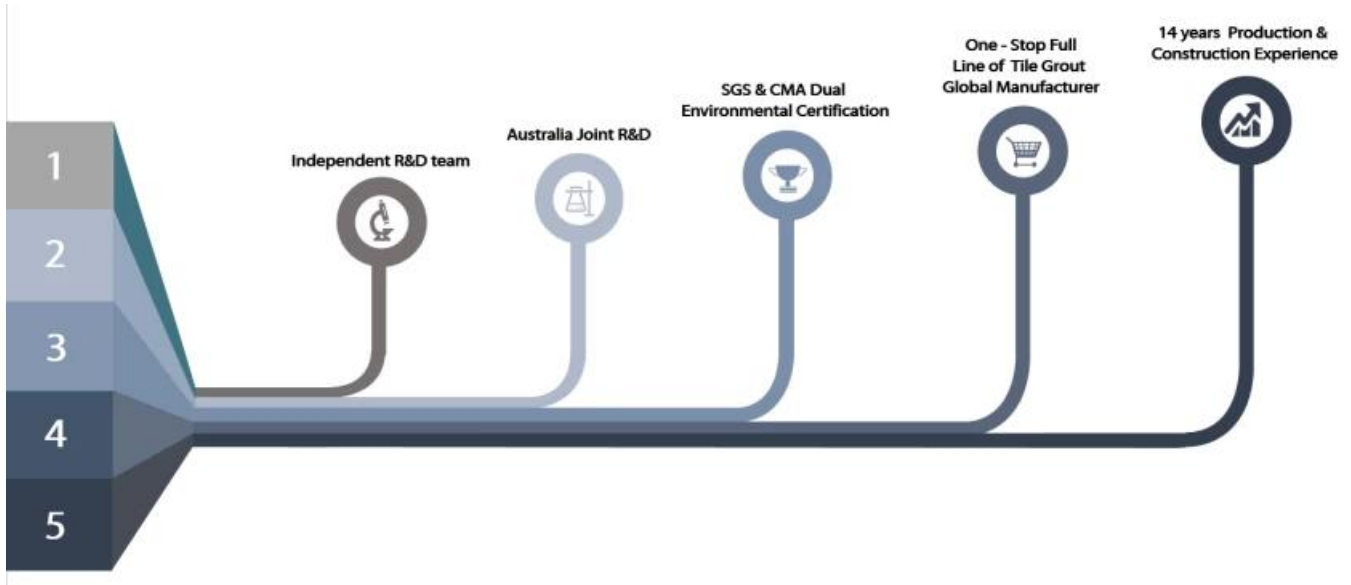 1
2
3
4
5
Independent R&D team
Australia Joint R&D
SGS & CMA Dual
Environmental Certification
One - Stop Full
Line of Tile Grout
Global Manufacturer
14 years Production &
Construction Experience